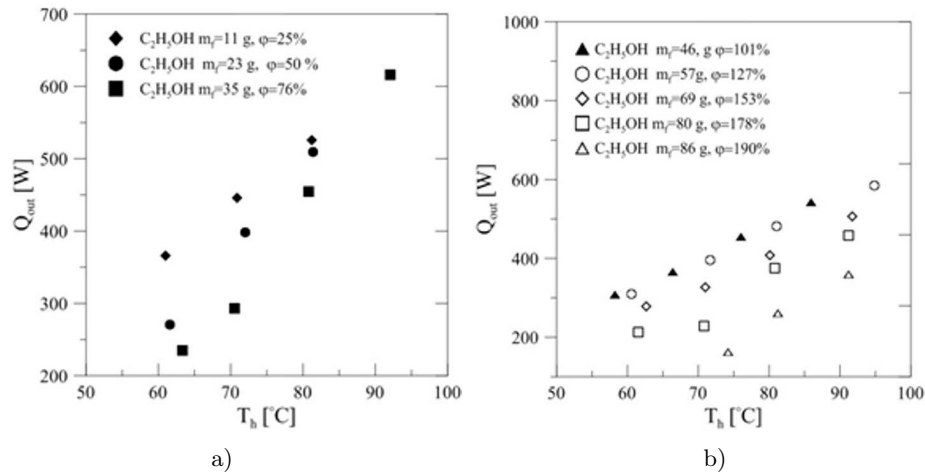 700
600
500
400
300
200
50 60 70 80 90 100
Q_out [W]
T_h [°C]
C₂H₅OH m_f=11 g, φ=25%
C₂H₅OH m_f=23 g, φ=50 %
C₂H₅OH m_f=35 g, φ=76%
a)
1000
800
600
400
200
50 60 70 80 90 100
Q_out [W]
T_h [°C]
C₂H₅OH m_f=46, g φ=101%
C₂H₅OH m_f=57g, φ=127%
C₂H₅OH m_f=69 g, φ=153%
C₂H₅OH m_f=80 g, φ=178%
C₂H₅OH m_f=86 g, φ=190%
b)